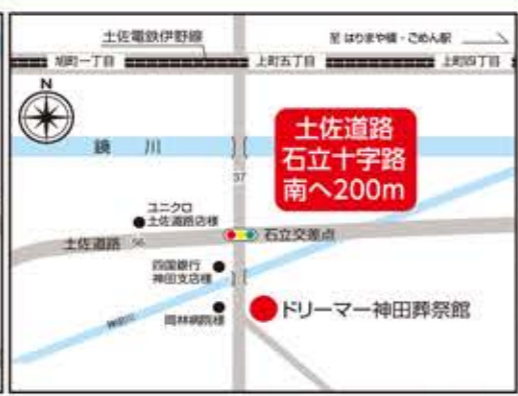 土佐電鉄伊野線
至 はりまや橋・ごめん駅
旭町一丁目
上町五丁目
上町四丁目
N
鏡 川
土佐道路
石立十字路
南へ200m
37
ユニクロ
土佐道路店様
土佐道路
56
石立交差点
四国銀行
神田支店様
神田川
岡林病院様
ドリーマー神田葬祭館